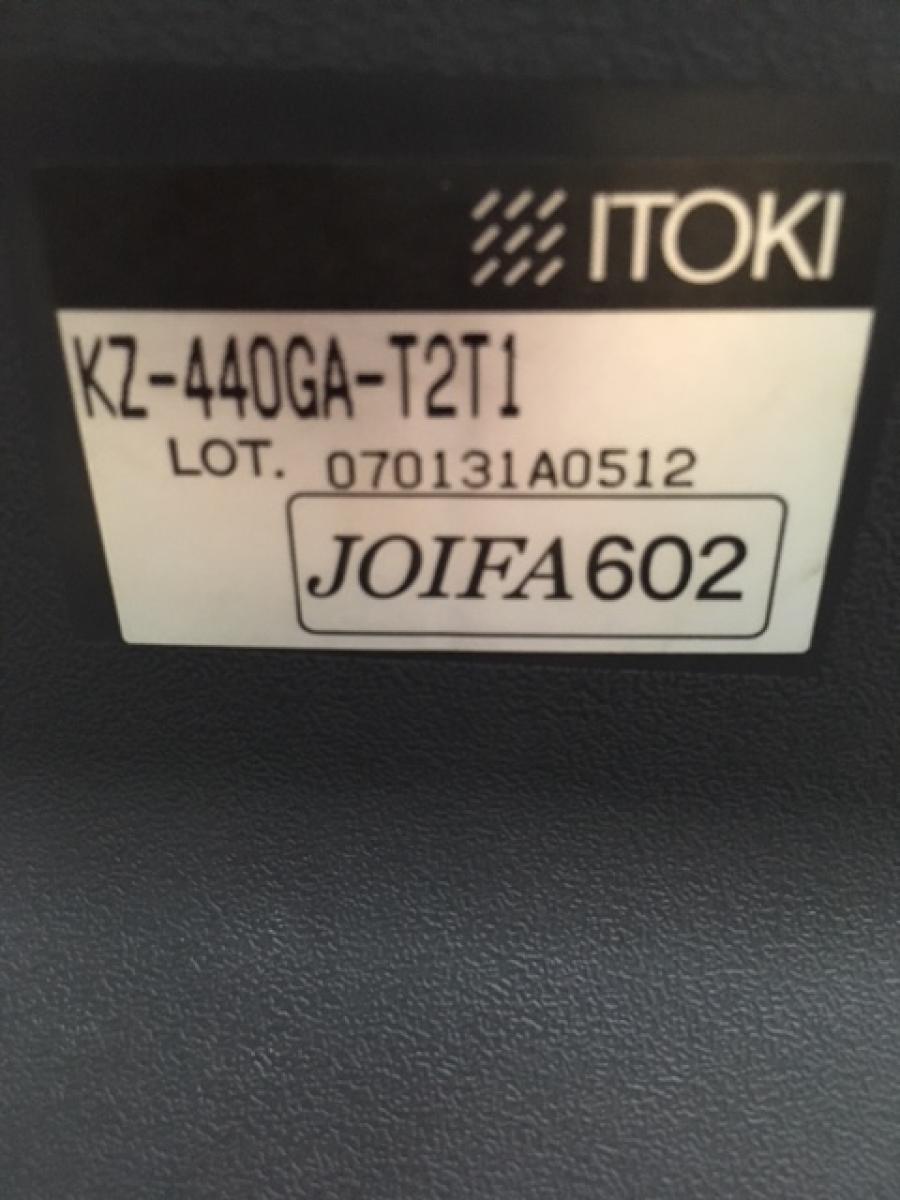 ITOKI
KZ-440GA-T2T1
LOT. 070131A0512
JOIFA602